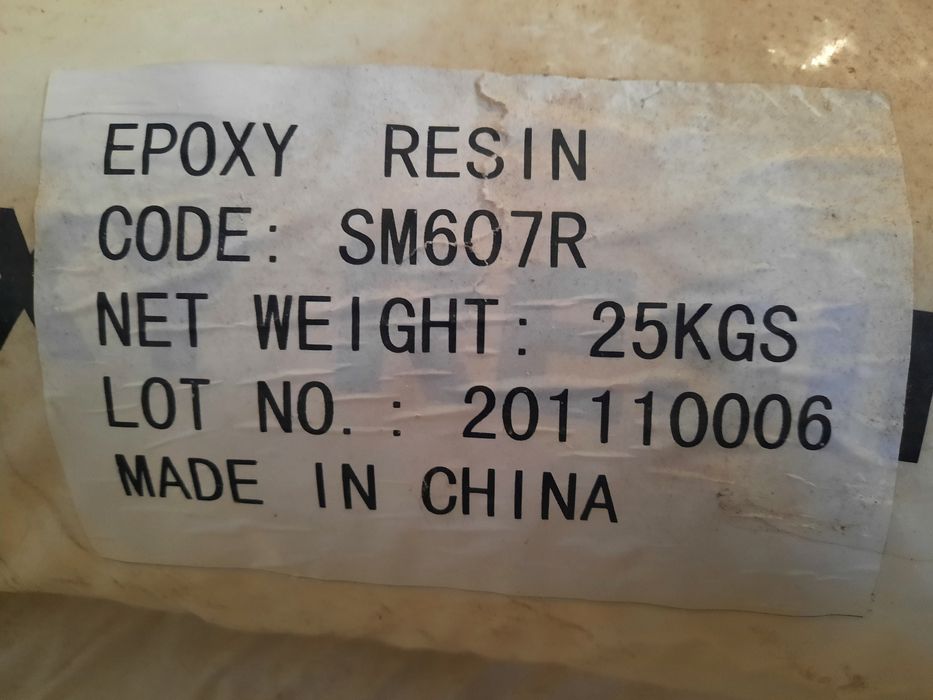 EPOXY RESIN
CODE: SM607R
NET WEIGHT: 25KGS
LOT NO.: 201110006
MADE IN CHINA